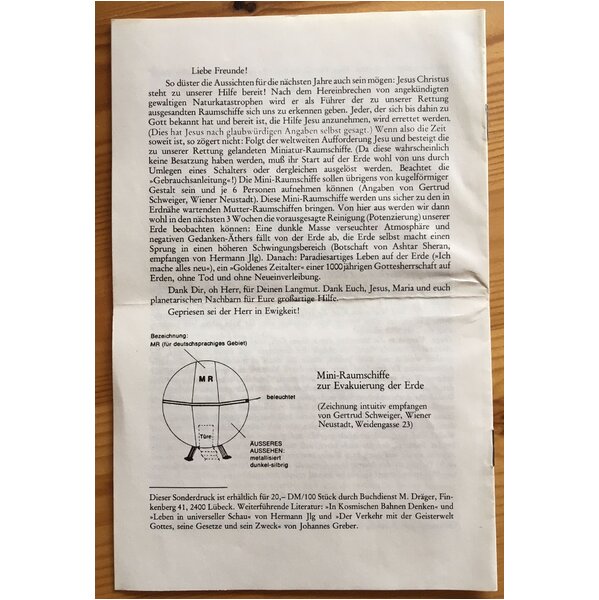 Liebe Freunde!
So düster die Aussichten für die nächsten Jahre auch sein mögen: Jesus Christus
steht zu unserer Hilfe bereit! Nach dem Hereinbrechen von angekündigten
gewaltigen Naturkatastrophen wird er als Führer der zu unserer Rettung
ausgesandten Raumschiffe sich uns zu erkennen geben. Jeder, der sich bis dahin zu
Gott bekannt hat und bereit ist, die Hilfe Jesu anzunehmen, wird errettet werden.
(Dies hat Jesus nach glaubwürdigen Angaben selbst gesagt.) Wenn also die Zeit
soweit ist, so zögert nicht: Folgt der weltweiten Aufforderung Jesu und besteigt die
zu unserer Rettung gelandeten Miniatur-Raumschiffe. (Da diese wahrscheinlich
keine Besatzung haben werden, muß ihr Start auf der Erde wohl von uns durch
Umlegen eines Schalters oder dergleichen ausgelöst werden. Beachtet die
»Gebrauchsanleitung«!) Die Mini-Raumschiffe sollen übrigens von kugelförmiger
Gestalt sein und je 6 Personen aufnehmen können (Angaben von Gertrud
Schweiger, Wiener Neustadt). Diese Mini-Raumschiffe werden uns sicher zu den in
Erdnähe wartenden Mutter-Raumschiffen bringen. Von hier aus werden wir dann
wohl in den nächsten 3 Wochen die vorausgesagte Reinigung (Potenzierung) unserer
Erde beobachten können: Eine dunkle Masse verseuchter Atmosphäre und
negativen Gedanken-Äthers fällt von der Erde ab, die Erde selbst macht einen
Sprung in einen höheren Schwingungsbereich (Botschaft von Ashtar Sheran,
empfangen von Hermann Jlg). Danach: Paradiesartiges Leben auf der Erde (»Ich
mache alles neu«), ein »Goldenes Zeitalter« einer 1000jährigen Gottesherrschaft auf
Erden, ohne Tod und ohne Neueinverleibung.
Dank Dir, oh Herr, für Deinen Langmut. Dank Euch, Jesus, Maria und euch
planetarischen Nachbarn für Eure großartige Hilfe.
Gepriesen sei der Herr in Ewigkeit!
Bezeichnung:
MR (für deutschsprachiges Gebiet)
MR
beleuchtet
Türe
ÄUSSERES
AUSSEHEN:
metallisiert
dunkel-silbrig
Mini-Raumschiffe
zur Evakuierung der Erde
(Zeichnung intuitiv empfangen
von Gertrud Schweiger, Wiener
Neustadt, Weidengasse 23)
Dieser Sonderdruck ist erhältlich für 20,– DM/100 Stück durch Buchdienst M. Dräger, Fin-
kenberg 41, 2400 Lübeck. Weiterführende Literatur: »In Kosmischen Bahnen Denken« und
»Leben in universeller Schau« von Hermann Jlg und »Der Verkehr mit der Geisterwelt
Gottes, seine Gesetze und sein Zweck« von Johannes Greber.